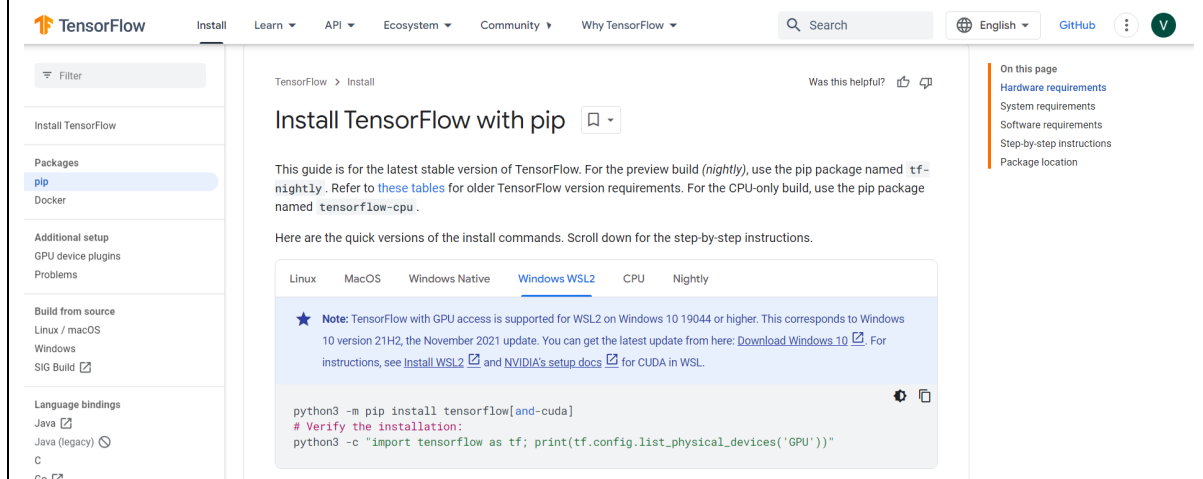 TensorFlow
Install
Learn
API
Ecosystem
Community
Why TensorFlow
Search
English
GitHub
V
Filter
Install TensorFlow
Packages
pip
Docker
Additional setup
GPU device plugins
Problems
Build from source
Linux / macOS
Windows
SIG Build
Language bindings
Java
Java (legacy)
C
Go
TensorFlow > Install
Was this helpful?
Install TensorFlow with pip
This guide is for the latest stable version of TensorFlow. For the preview build (nightly), use the pip package named tf-
nightly. Refer to these tables for older TensorFlow version requirements. For the CPU-only build, use the pip package
named tensorflow-cpu.
Here are the quick versions of the install commands. Scroll down for the step-by-step instructions.
Linux
MacOS
Windows Native
Windows WSL2
CPU
Nightly
Note: TensorFlow with GPU access is supported for WSL2 on Windows 10 19044 or higher. This corresponds to Windows
10 version 21H2, the November 2021 update. You can get the latest update from here: Download Windows 10. For
instructions, see Install WSL2 and NVIDIA's setup docs for CUDA in WSL.
python3 -m pip install tensorflow[and-cuda]
# Verify the installation:
python3 -c "import tensorflow as tf; print(tf.config.list_physical_devices('GPU'))"
On this page
Hardware requirements
System requirements
Software requirements
Step-by-step instructions
Package location